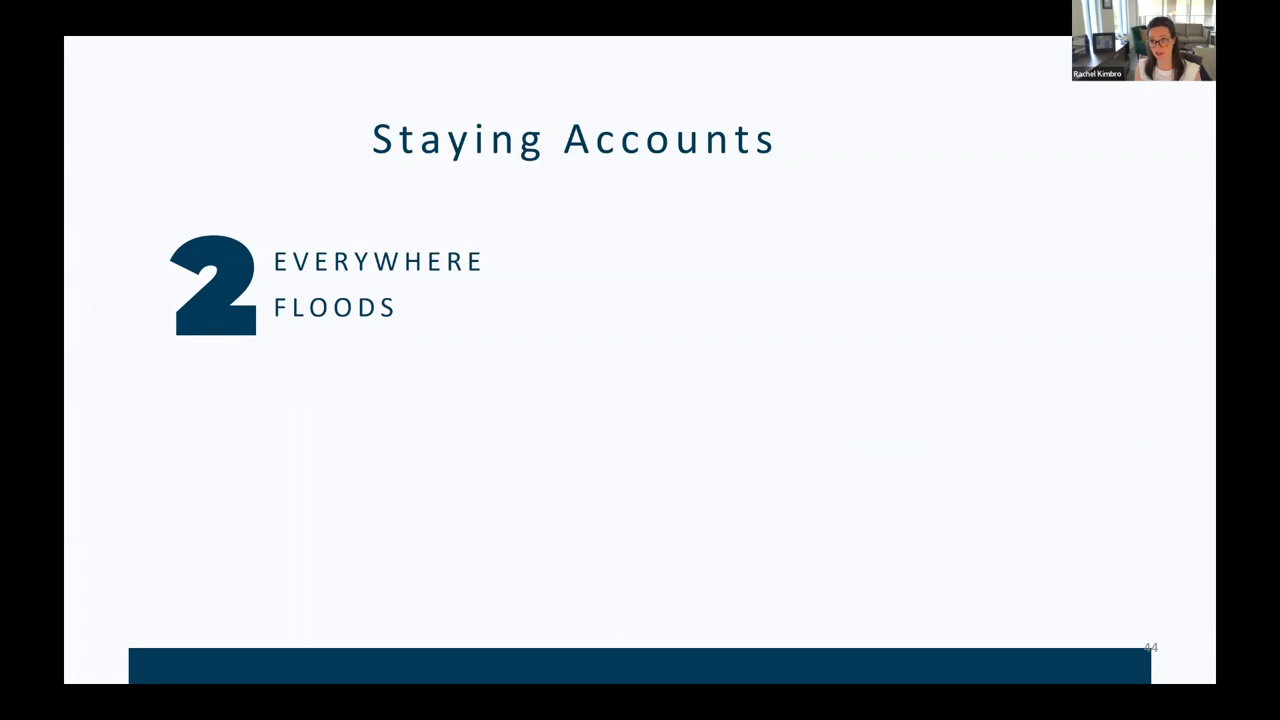 Rachel Kimbro
Staying Accounts
2
EVERYWHERE
FLOODS
44